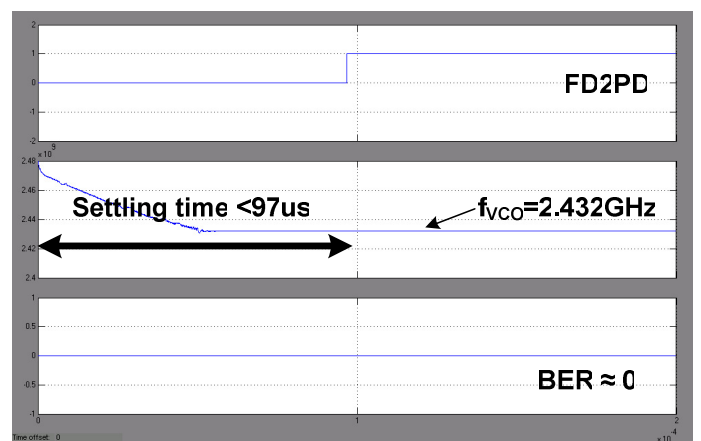 2
1
0
-1
-2
FD2PD
x 10^9
2.48
2.46
2.44
2.42
2.4
Settling time <97us
f_VCO=2.432GHz
1
0.5
0
-0.5
-1
BER ≈ 0
0 1 2
x 10^-4
Time offset: 0